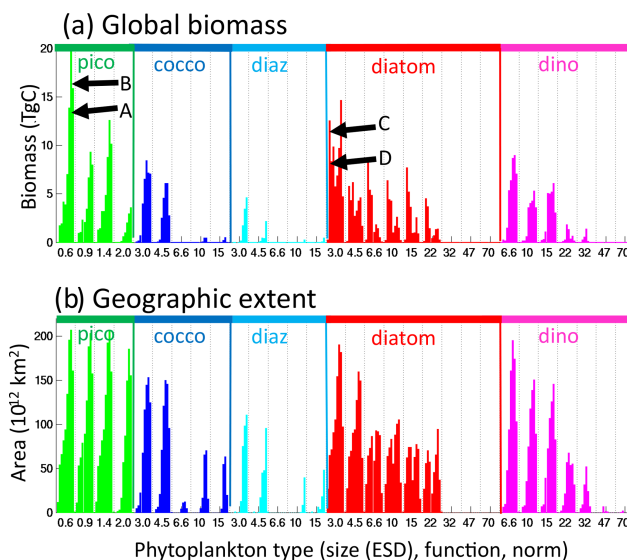 (a) Global biomass
20
15
10
5
0
Biomass (TgC)
pico cocco diaz diatom dino
B
A
C
D
0.6 0.9 1.4 2.0 3.0 4.5 6.6 10 15 3.0 4.5 6.6 10 15 3.0 4.5 6.6 10 15 22 32 47 70 6.6 10 15 22 32 47 70
(b) Geographic extent
200
150
100
50
0
Area (10¹² km²)
pico cocco diaz diatom dino
0.6 0.9 1.4 2.0 3.0 4.5 6.6 10 15 3.0 4.5 6.6 10 15 3.0 4.5 6.6 10 15 22 32 47 70 6.6 10 15 22 32 47 70
Phytoplankton type (size (ESD), function, norm)